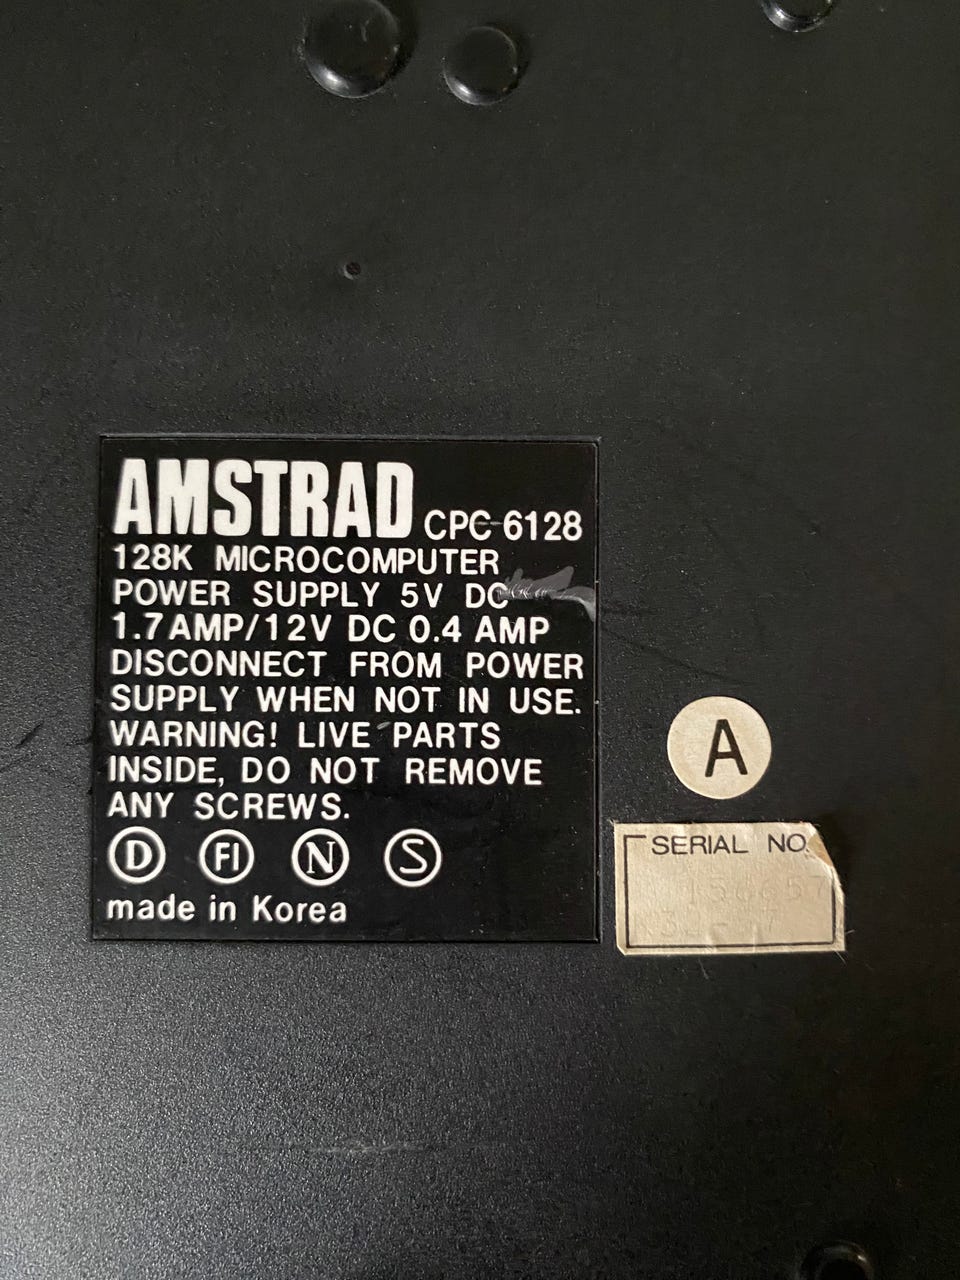 AMSTRAD CPC-6128
128K MICROCOMPUTER
POWER SUPPLY 5V DC
1.7AMP/12V DC 0.4 AMP
DISCONNECT FROM POWER
SUPPLY WHEN NOT IN USE.
WARNING! LIVE PARTS
INSIDE, DO NOT REMOVE
ANY SCREWS.
D FI N S
made in Korea
A
SERIAL NO.